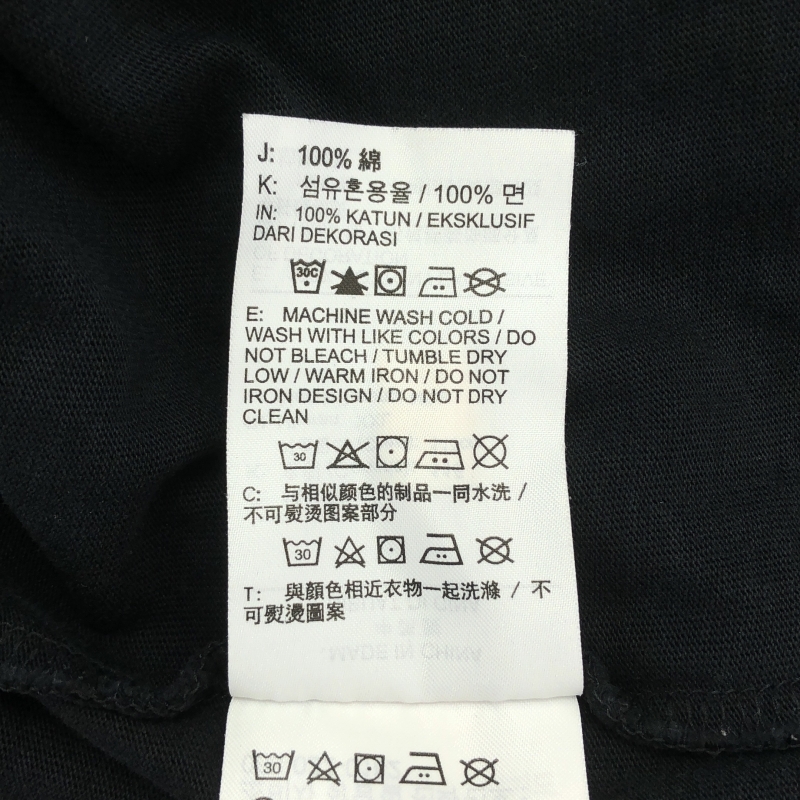 J: 100% 綿
K: 섬유혼용율 / 100% 면
IN: 100% KATUN / EKSKLUSIF
DARI DEKORASI
30C
E: MACHINE WASH COLD /
WASH WITH LIKE COLORS / DO
NOT BLEACH / TUMBLE DRY
LOW / WARM IRON / DO NOT
IRON DESIGN / DO NOT DRY
CLEAN
30
C: 与相似颜色的制品一同水洗 /
不可熨烫图案部分
30
T: 與顏色相近衣物一起洗滌 / 不
可熨燙圖案
MADE IN CHINA
30